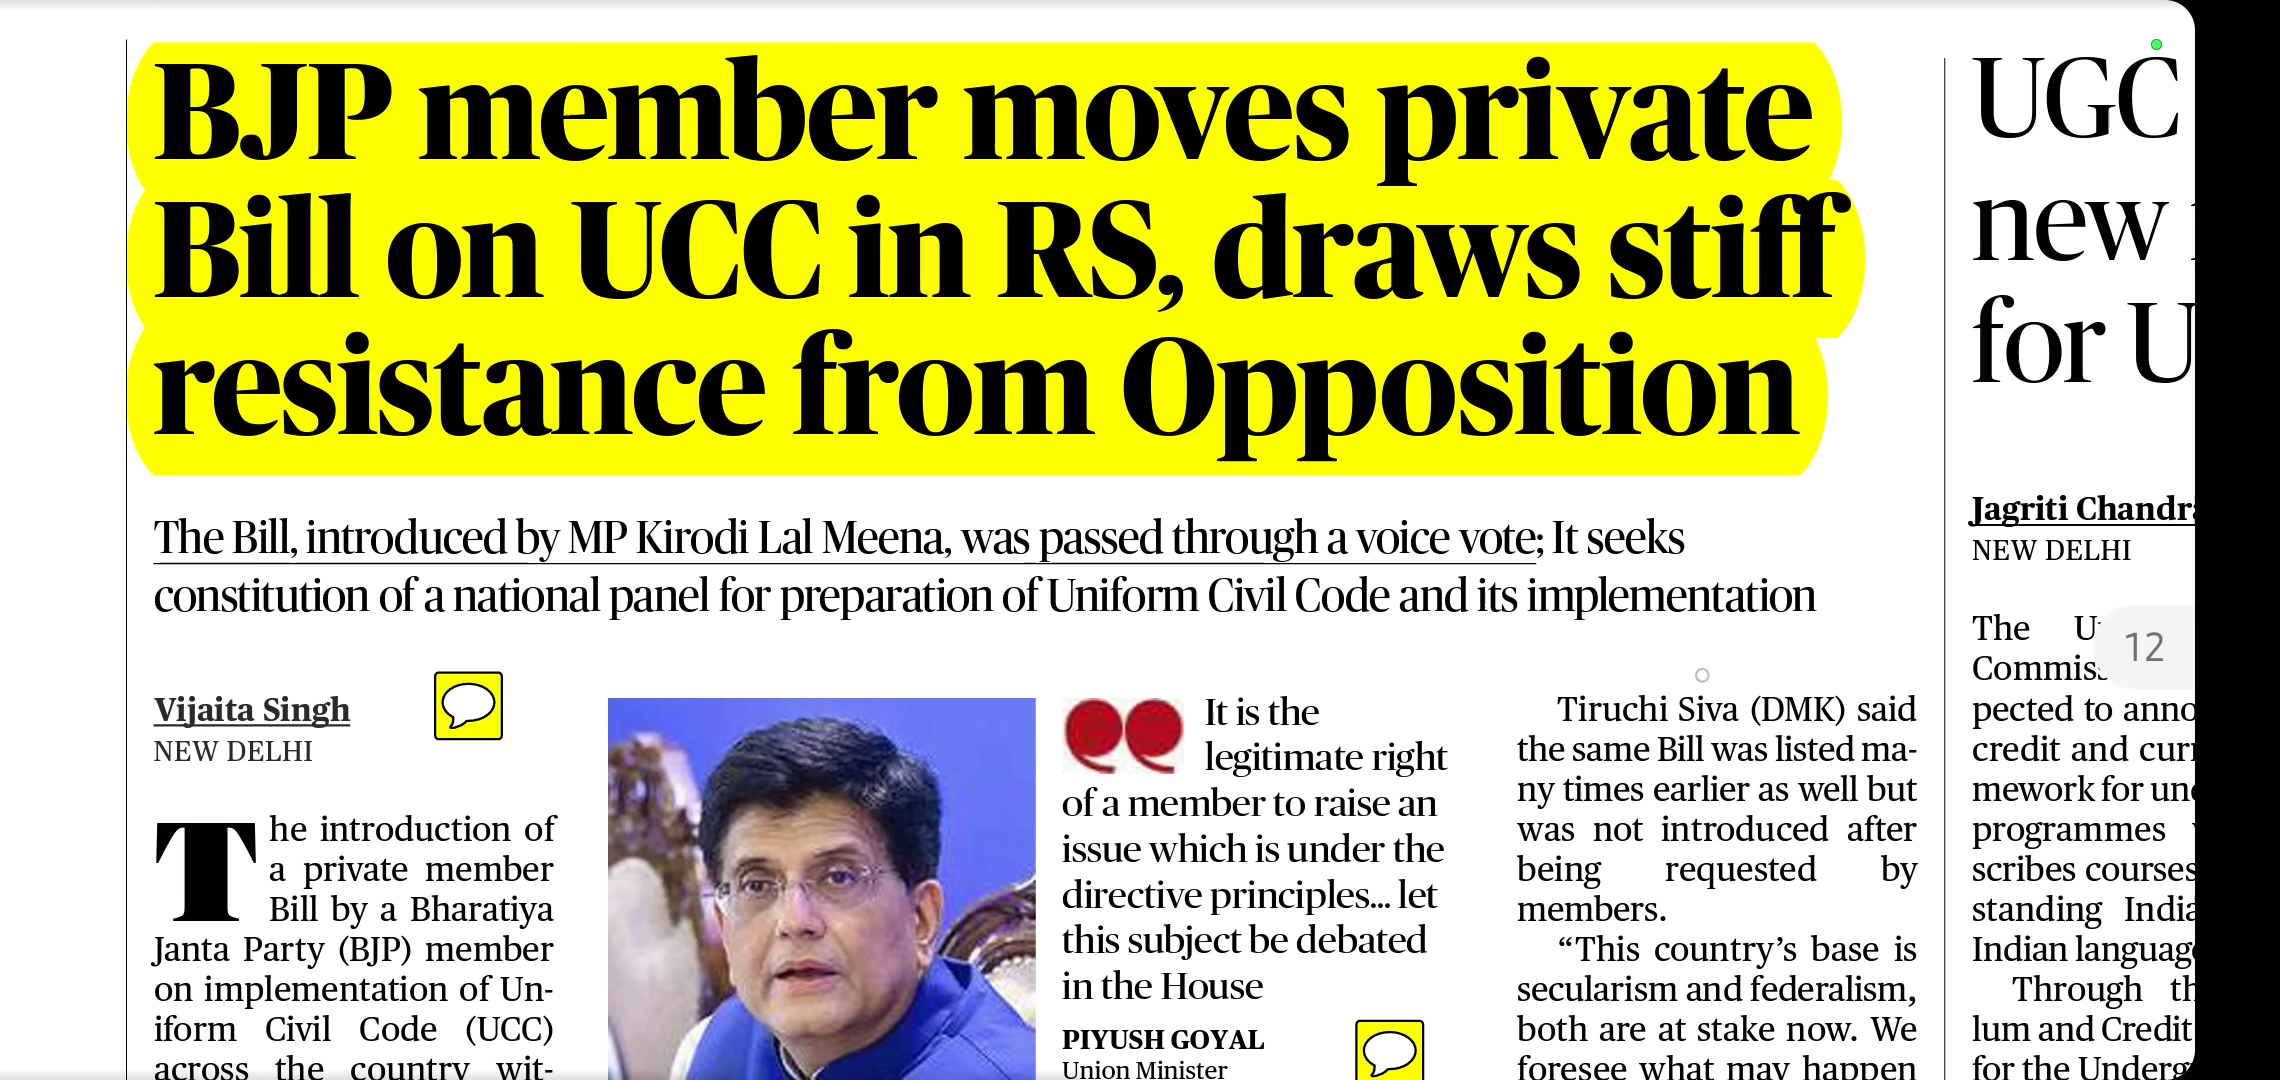 BJP member moves private
Bill on UCC in RS, draws stiff
resistance from Opposition
The Bill, introduced by MP Kirodi Lal Meena, was passed through a voice vote; It seeks
constitution of a national panel for preparation of Uniform Civil Code and its implementation
Vijaita Singh
NEW DELHI
The introduction of
a private member
Bill by a Bharatiya
Janta Party (BJP) member
on implementation of Un-
iform Civil Code (UCC)
across the country wit-
It is the
legitimate right
of a member to raise an
issue which is under the
directive principles... let
this subject be debated
in the House
PIYUSH GOYAL
Union Minister
Tiruchi Siva (DMK) said
the same Bill was listed ma-
ny times earlier as well but
was not introduced after
being requested by
members.
“This country’s base is
secularism and federalism,
both are at stake now. We
foresee what may happen
UGC
new
for U
Jagriti Chandra
NEW DELHI
The
Commiss
pected to anno
credit and curr
mework for und
programmes
scribes courses
standing India
Indian language
Through th
lum and Credit
for the Underg
12